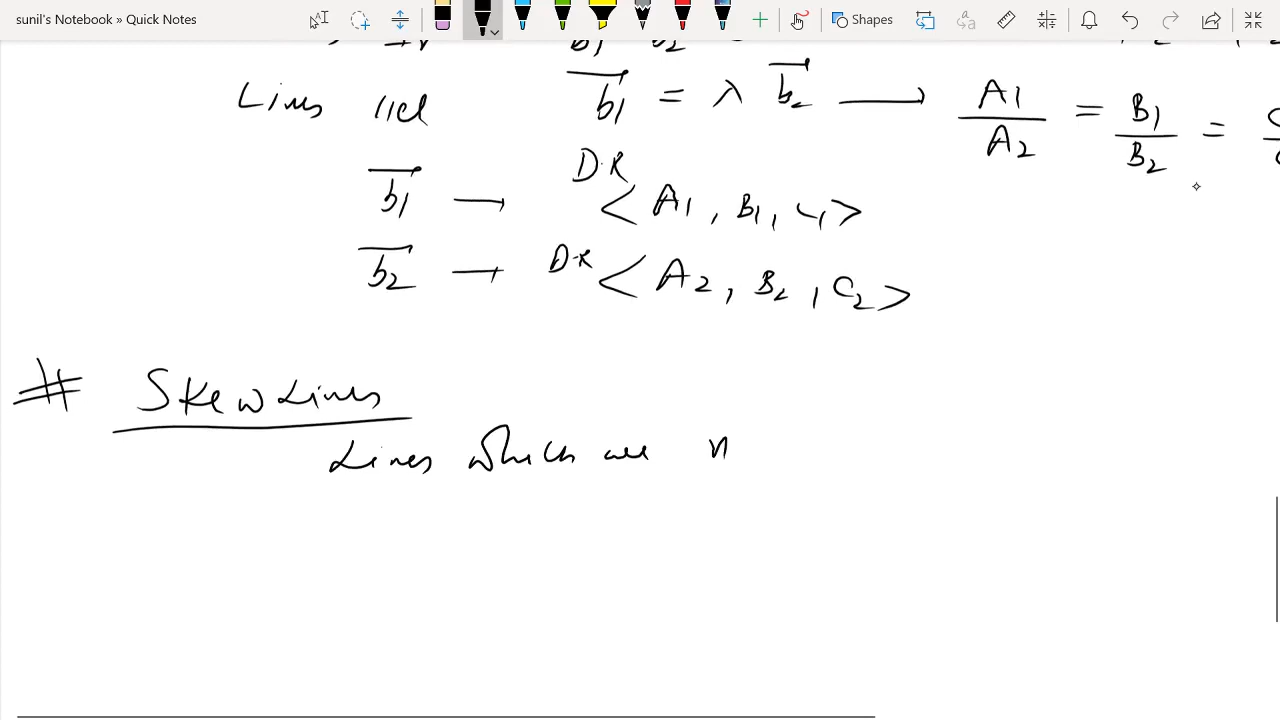 sunil's Notebook » Quick Notes
Shapes
Lines ||el b1 = λ b2 → A1/A2 = B1/B2 =
b1 → D.R < A1, B1, C1 >
b2 → D.R < A2, B2, C2 >
# Skew Lines
Lines which are n